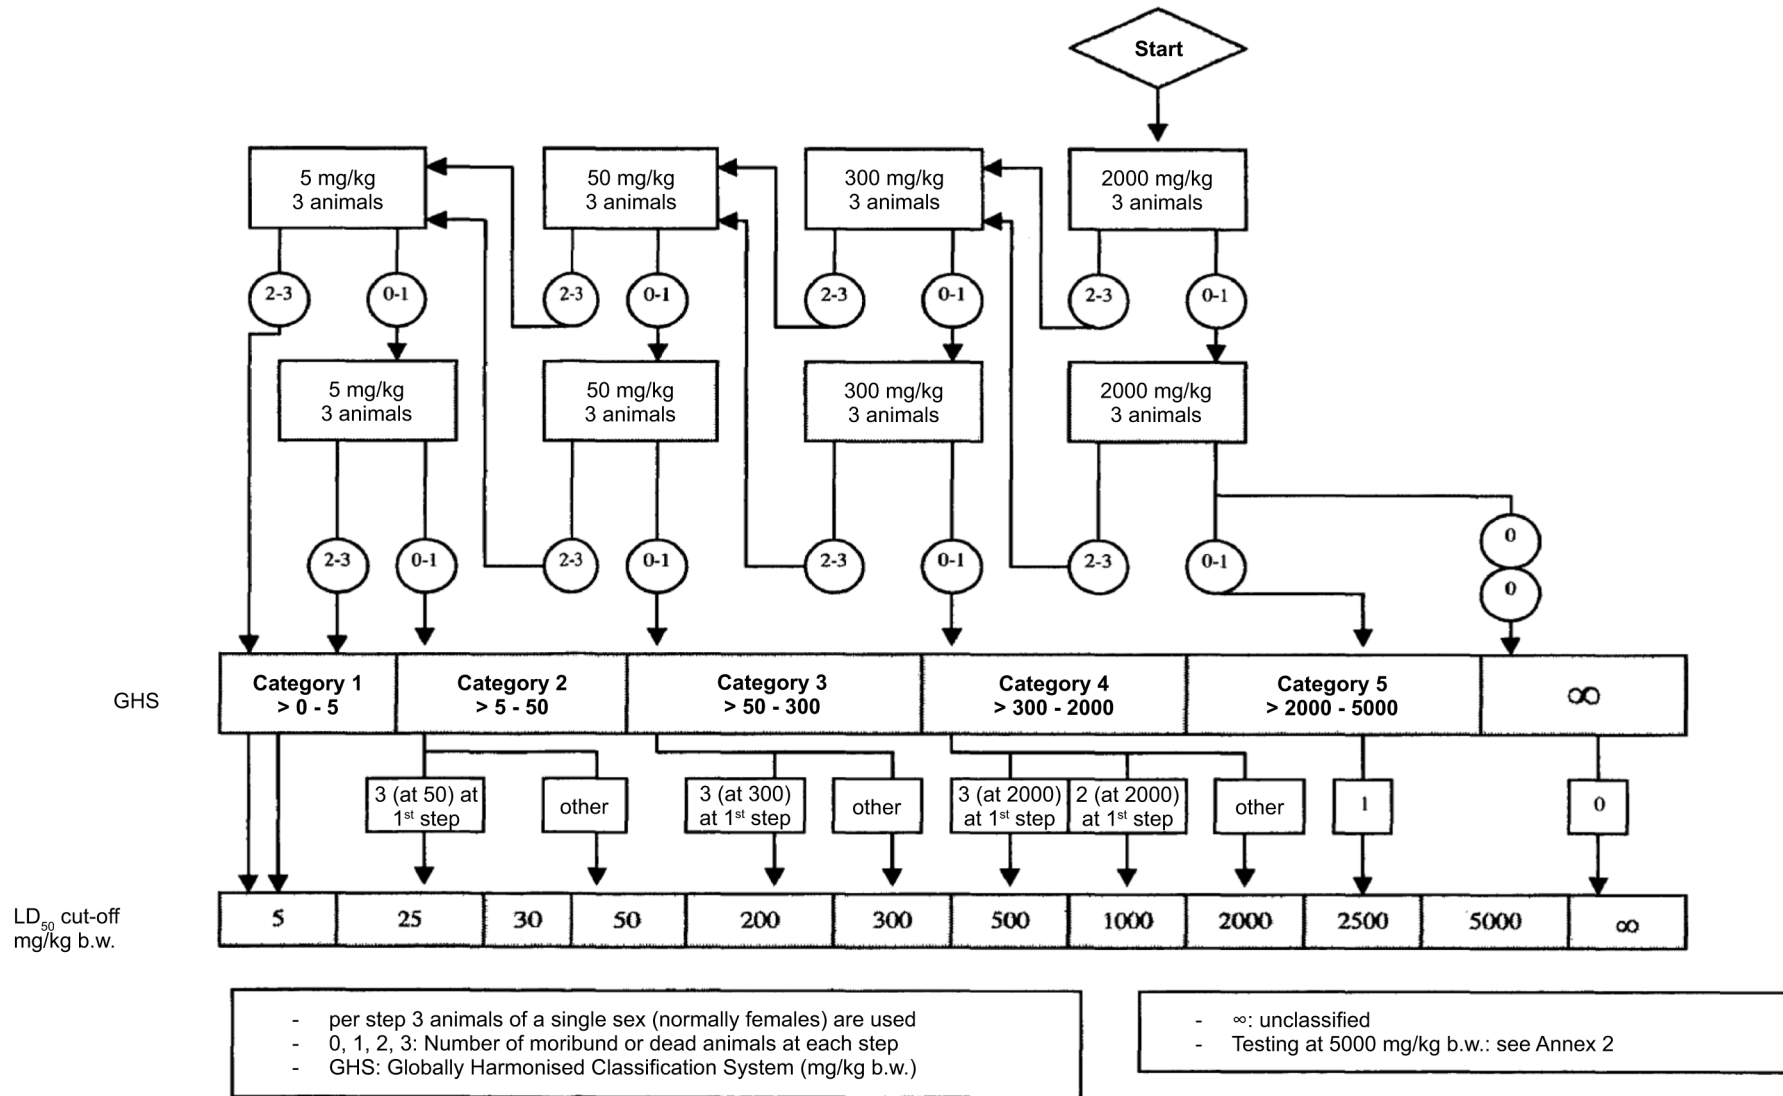 Start
5 mg/kg
3 animals
50 mg/kg
3 animals
300 mg/kg
3 animals
2000 mg/kg
3 animals
2-3
0-1
2-3
0-1
2-3
0-1
2-3
0-1
5 mg/kg
3 animals
50 mg/kg
3 animals
300 mg/kg
3 animals
2000 mg/kg
3 animals
0
2-3
0-1
2-3
0-1
2-3
0-1
2-3
0-1
0
GHS
Category 1
> 0 - 5
Category 2
> 5 - 50
Category 3
> 50 - 300
Category 4
> 300 - 2000
Category 5
> 2000 - 5000
∞
3 (at 50) at
1st step
other
3 (at 300)
at 1st step
other
3 (at 2000)
at 1st step
2 (at 2000)
at 1st step
other
1
0
LD50 cut-off
mg/kg b.w.
5
25
30
50
200
300
500
1000
2000
2500
5000
∞
- per step 3 animals of a single sex (normally females) are used
- 0, 1, 2, 3: Number of moribund or dead animals at each step
- GHS: Globally Harmonised Classification System (mg/kg b.w.)
- ∞: unclassified
- Testing at 5000 mg/kg b.w.: see Annex 2